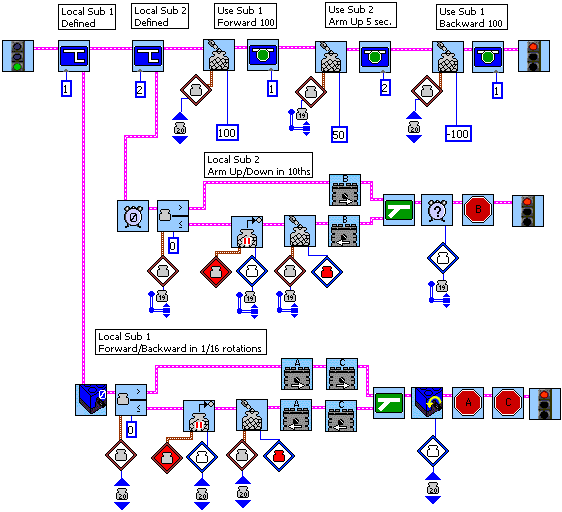 Local Sub 1
Defined
Local Sub 2
Defined
Use Sub 1
Forward 100
Use Sub 2
Arm Up 5 sec.
Use Sub 1
Backward 100
1
2
1
2
1
20
19
20
100
50
-100
Local Sub 2
Arm Up/Down in 10ths
B
0
>
≤
B
?
B
0
19
19
19
19
Local Sub 1
Forward/Backward in 1/16 rotations
A
C
0
>
≤
A
C
A
C
0
20
20
20
20